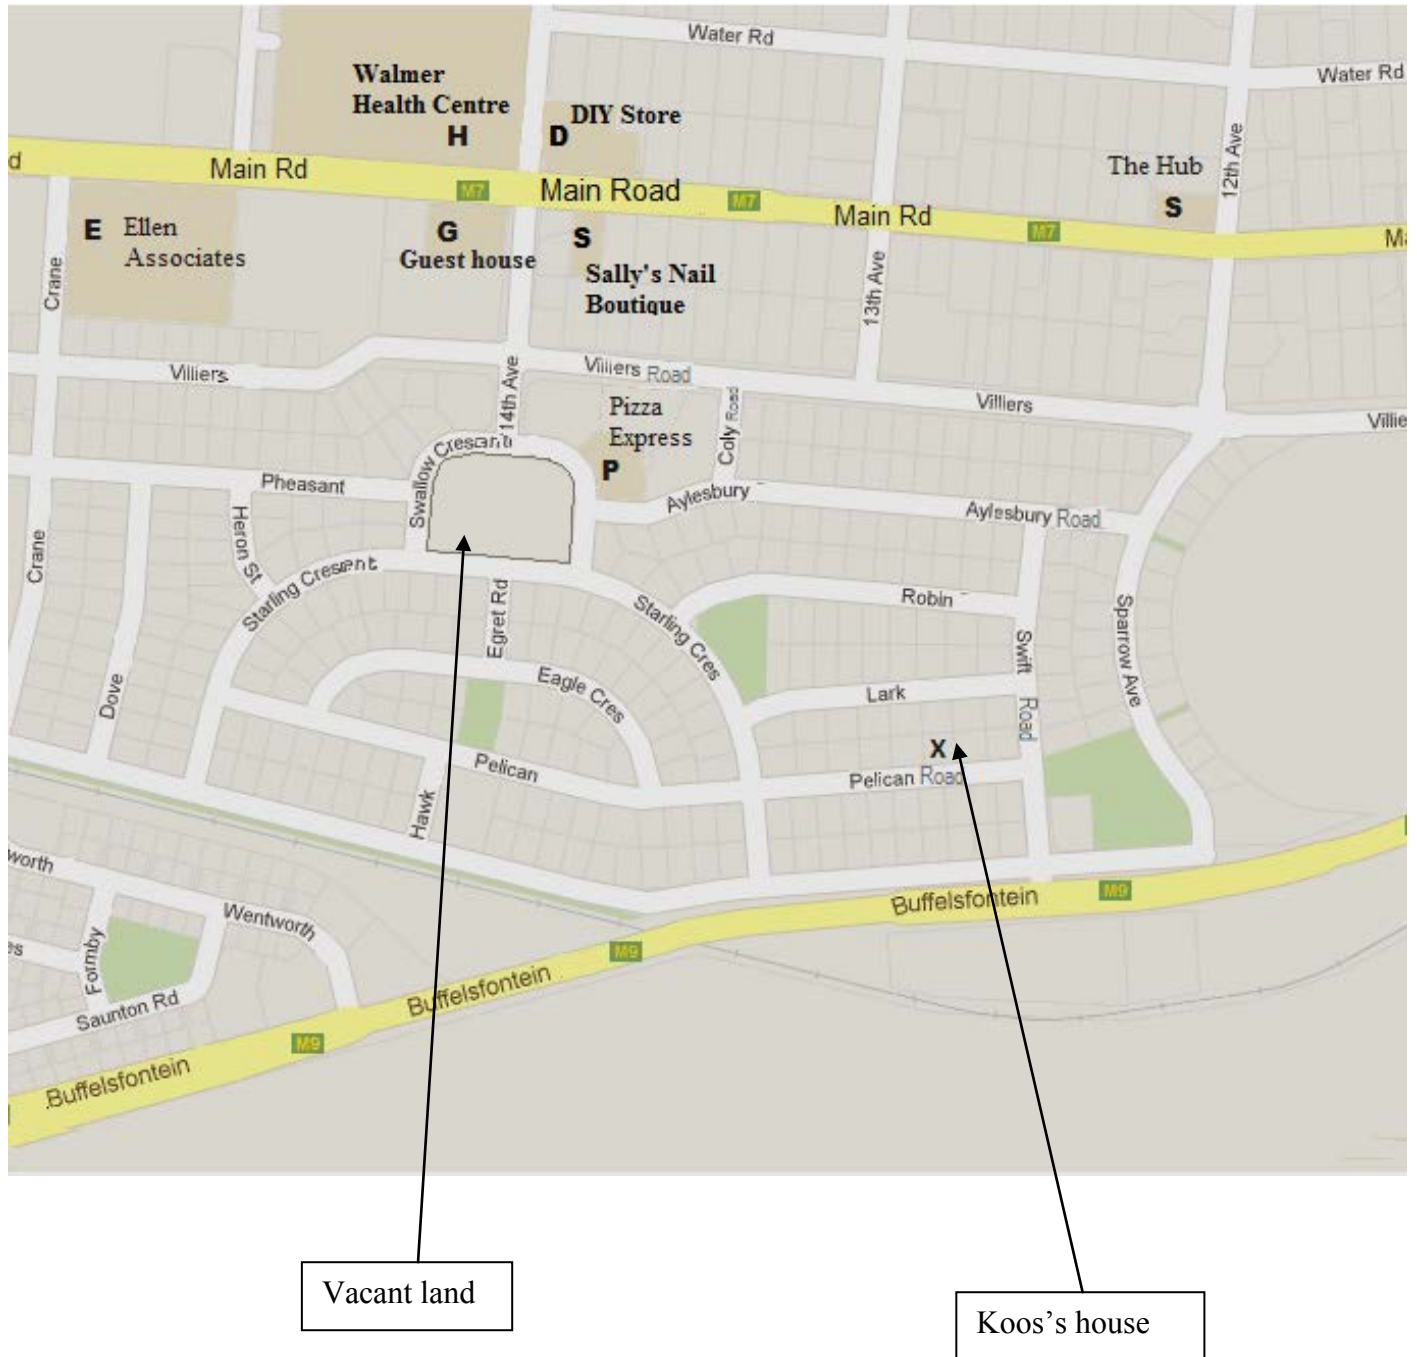 Water Rd
Water Rd
Walmer
Health Centre
H
DIY Store
D
12th Ave
The Hub
S
d
Main Rd
M7
Main Road
M7
Main Rd
M7
Ma
E
Ellen
Associates
G
Guest house
S
Sally's Nail
Boutique
Crane
13th Ave
Villiers
Villiers Road
14th Ave
Villiers
Villie
Pizza
Express
P
Coly Road
Swallow Crescent
Pheasant
Aylesbury
Aylesbury Road
Heron St
Crane
Starling Crescent
Egret Rd
Starling Cres
Robin
Sparrow Ave
Swift Road
Eagle Cres
Lark
Dove
X
Pelican
Pelican Road
Hawk
worth
Wentworth
Buffelsfontein
M9
Formby
es
M9
Buffelsfontein
Saunton Rd
M9
Buffelsfontein
Vacant land
Koos's house